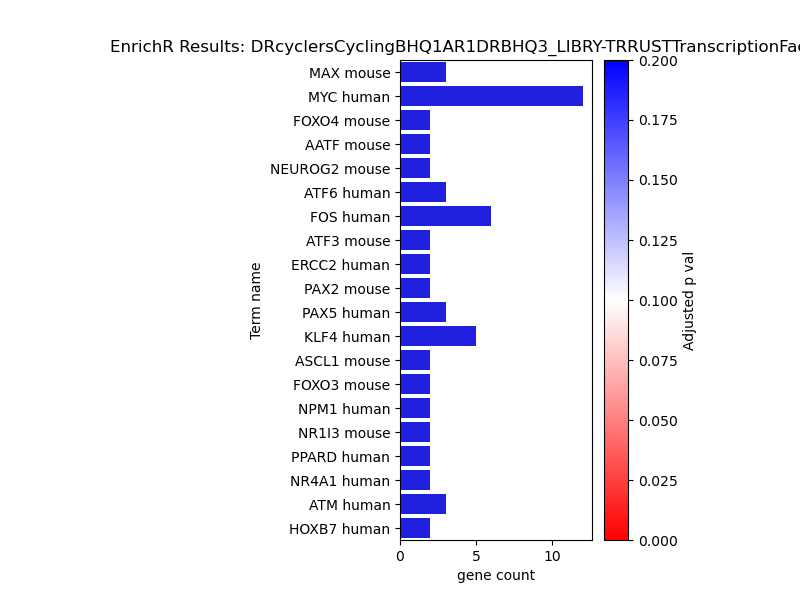 EnrichR Results: DRcyclersCyclingBHQ1AR1DRBHQ3_LIBRY-TRRUSTTranscriptionFac
MAX mouse
MYC human
FOXO4 mouse
AATF mouse
NEUROG2 mouse
ATF6 human
FOS human
ATF3 mouse
ERCC2 human
PAX2 mouse
PAX5 human
KLF4 human
ASCL1 mouse
FOXO3 mouse
NPM1 human
NR1I3 mouse
PPARD human
NR4A1 human
ATM human
HOXB7 human
Term name
0 5 10
gene count
0.200
0.175
0.150
0.125
0.100
0.075
0.050
0.025
0.000
Adjusted p val